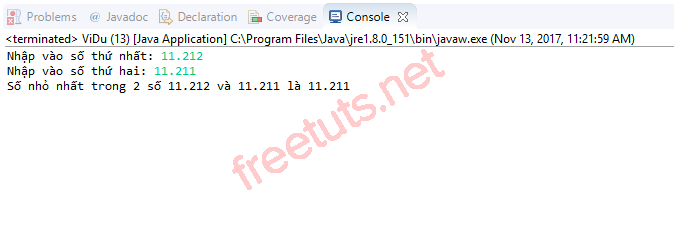 Problems @ Javadoc Declaration Coverage Console
<terminated> ViDu (13) [Java Application] C:\Program Files\Java\jre1.8.0_151\bin\javaw.exe (Nov 13, 2017, 11:21:59 AM)
Nhập vào số thứ nhất: 11.212
Nhập vào số thứ hai: 11.211
Số nhỏ nhất trong 2 số 11.212 và 11.211 là 11.211
freetuts.net